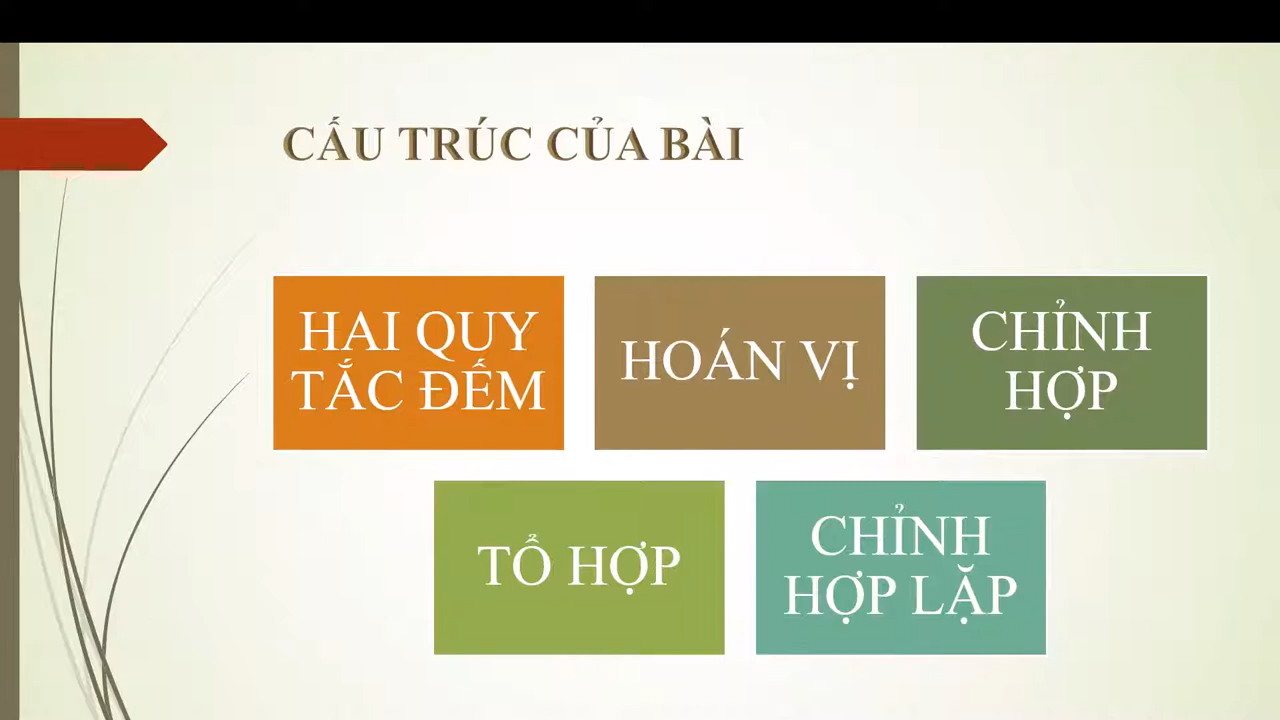 CẤU TRÚC CỦA BÀI
HAI QUY
TẮC ĐẾM
HOÁN VỊ
CHỈNH
HỢP
TỔ HỢP
CHỈNH
HỢP LẶP